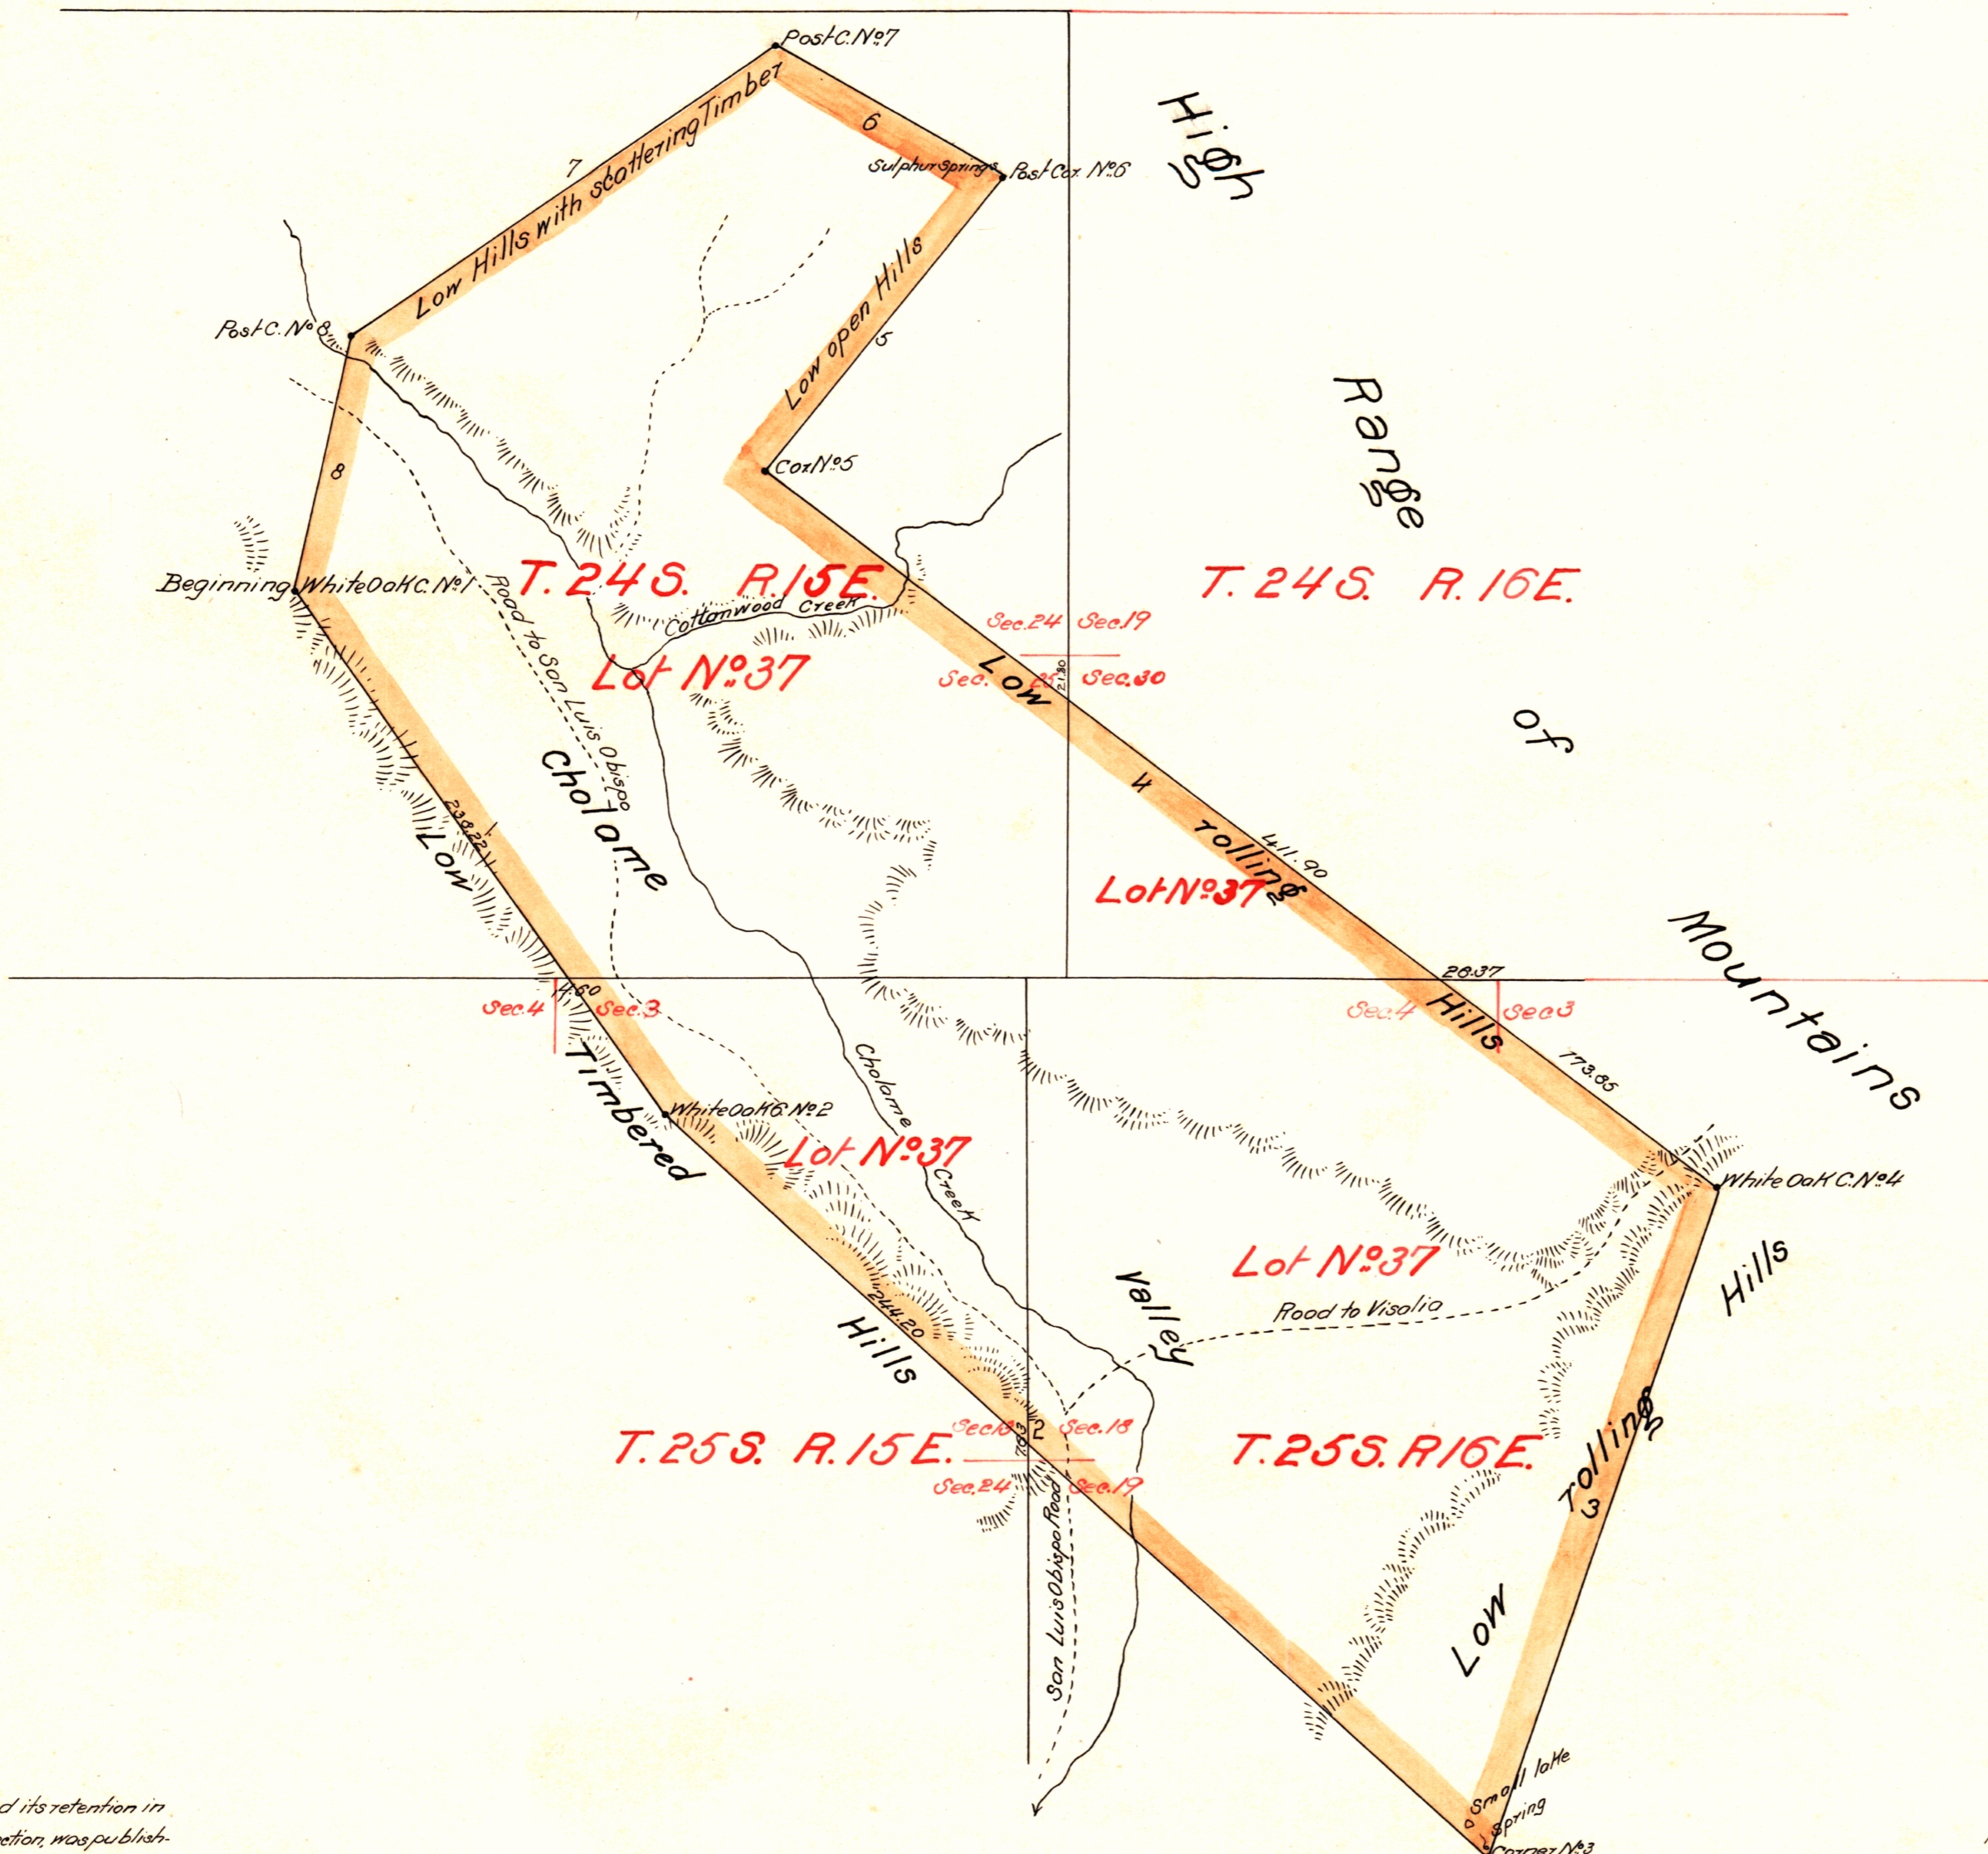 Post C. No. 7
High
6
Sulphur Springs
Post Cor. No. 6
7
Low Hills with scattering Timber
Low open Hills
5
Post C. No 8
Range
8
Cor No 5
Beginning White Oak C. No. 1
T. 24 S. R. 15 E.
T. 24 S. R. 16 E.
Road to San Luis Obispo
Cottonwood Creek
Sec. 24 Sec. 19
Sec. 25 Sec. 30
Lot No. 37
Low
of
Cholame
4
rolling
411.90
Lot No. 37
238.22
1
Low
Mountains
28.37
Sec. 4 Sec. 3
Sec. 4 Sec 3
Hills
173.85
Cholame
Creek
Timbered
White Oak C. No 2
Lot No. 37
White Oak C. No 4
Lot No. 37
Valley
Road to Visalia
Hills
244.20
Hills
rolling
3
Low
2
Sec. 18
T. 25 S. R. 15 E.
T. 25 S. R 16 E.
Sec. 24 Sec. 19
San Luis Obispo Road
Small lake
Spring
Corner No 3
d its retention in
ction, was publish-